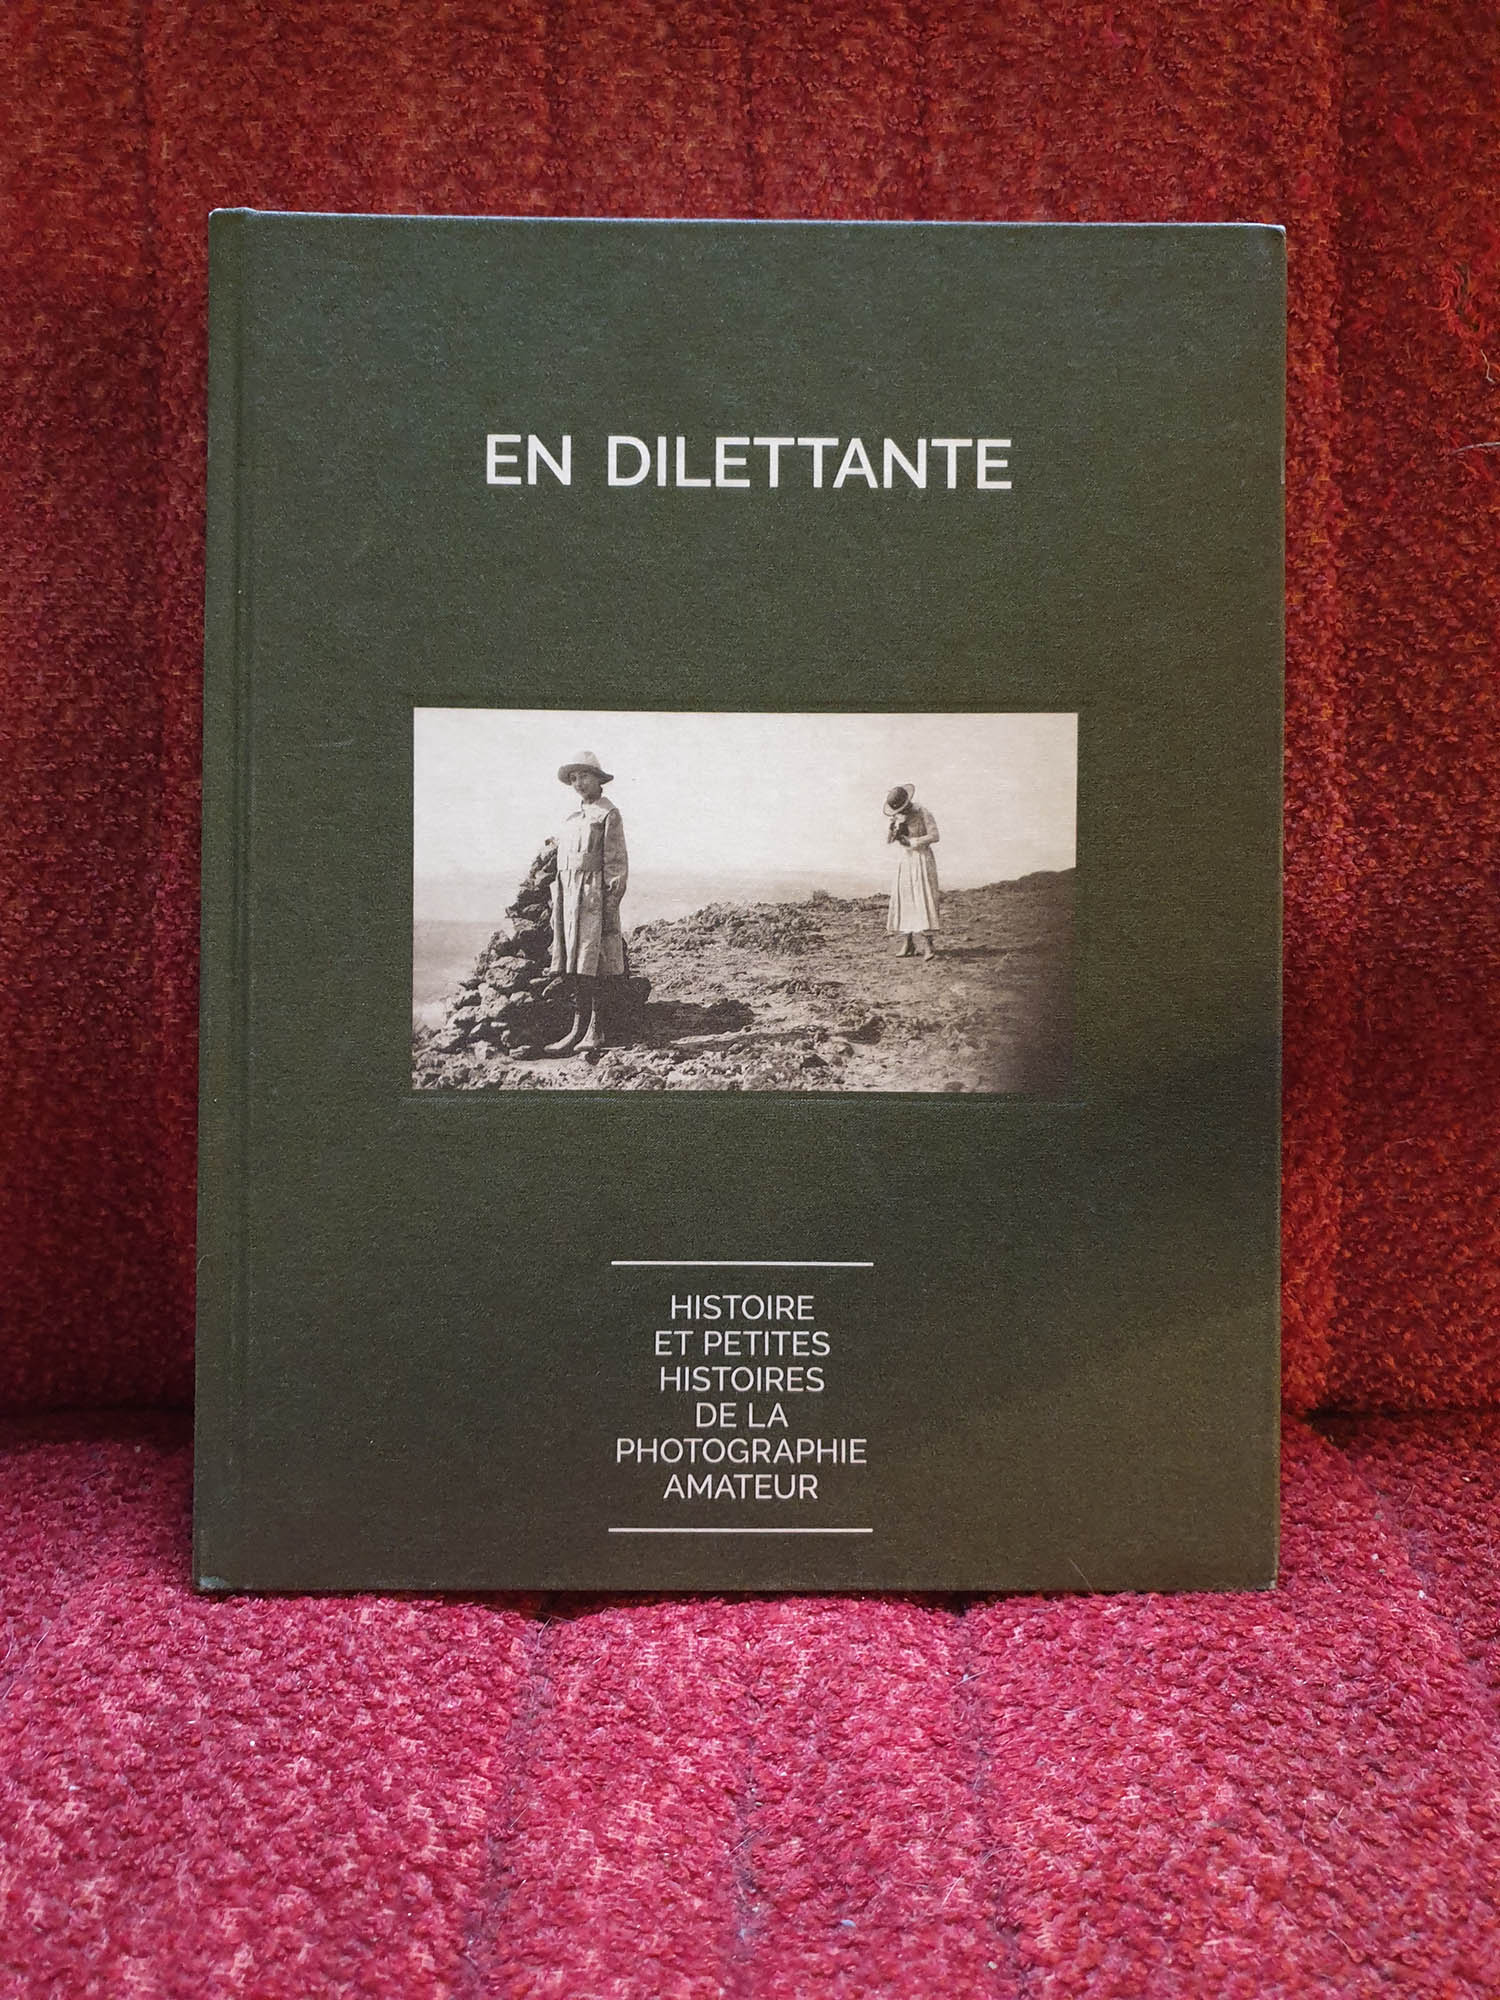 EN DILETTANTE
HISTOIRE
ET PETITES
HISTOIRES
DE LA
PHOTOGRAPHIE
AMATEUR